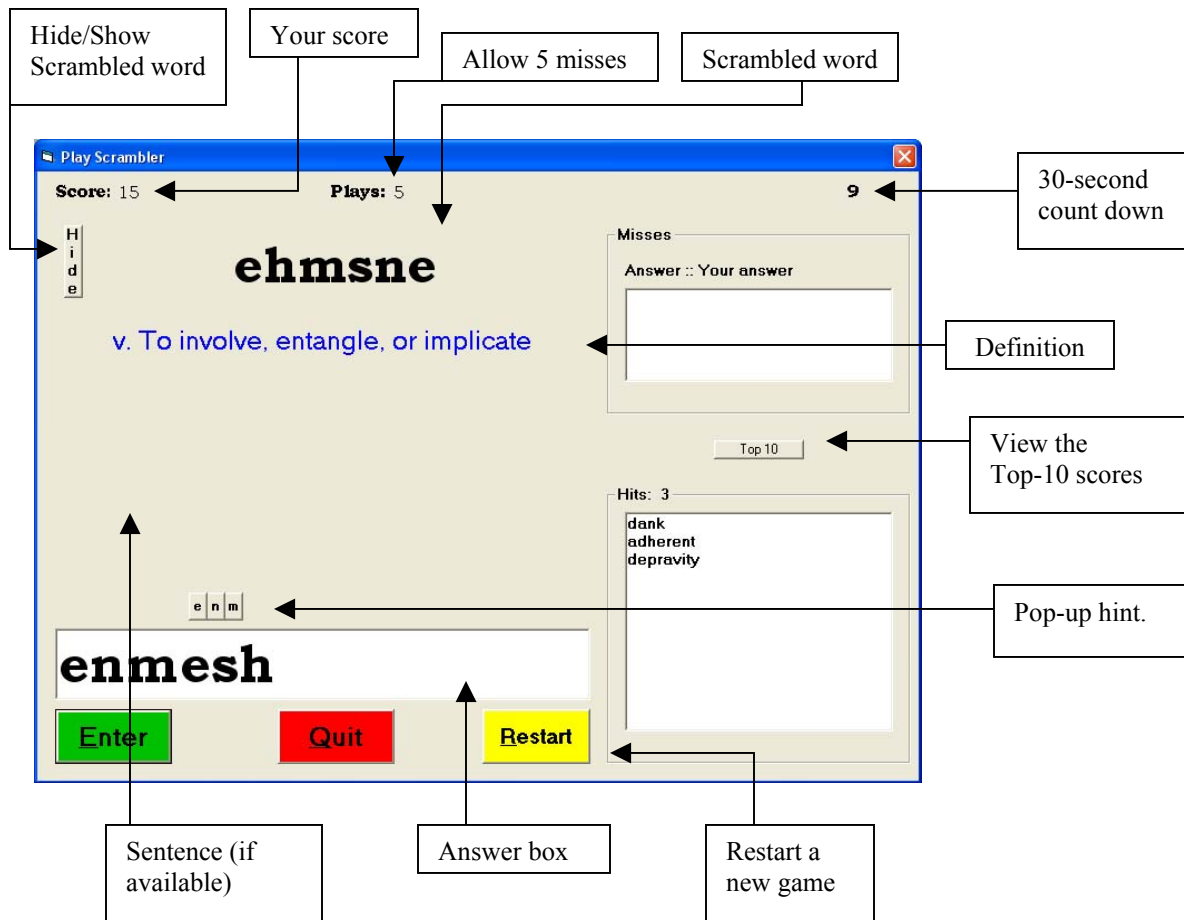 Hide/Show
Scrambled word
Your score
Allow 5 misses
Scrambled word
Play Scrambler
Score: 15
Plays: 5
9
30-second
count down
H
i
d
e
ehmsne
Misses
Answer :: Your answer
v. To involve, entangle, or implicate
Definition
Top 10
View the
Top-10 scores
Hits: 3
dank
adherent
depravity
e n m
Pop-up hint.
enmesh
Enter
Quit
Restart
Sentence (if
available)
Answer box
Restart a
new game